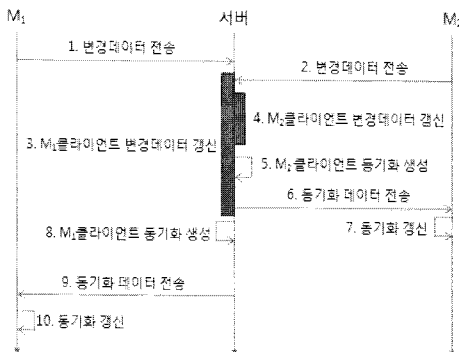 M₁ 서버 M₂
1. 변경데이터 전송
2. 변경데이터 전송
3. M₁클라이언트 변경데이터 갱신
4. M₂클라이언트 변경데이터 갱신
5. M₂클라이언트 동기화 생성
6. 동기화 데이터 전송
7. 동기화 갱신
8. M₁클라이언트 동기화 생성
9. 동기화 데이터 전송
10. 동기화 갱신